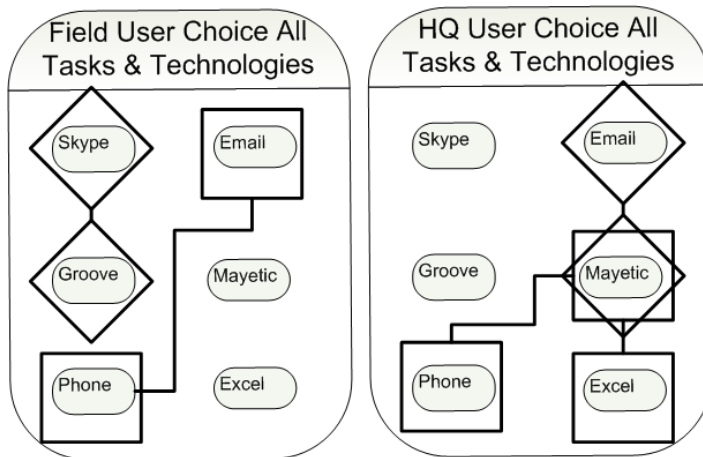 Field User Choice All
Tasks & Technologies
Skype
Email
Groove
Mayetic
Phone
Excel
HQ User Choice All
Tasks & Technologies
Skype
Email
Groove
Mayetic
Phone
Excel